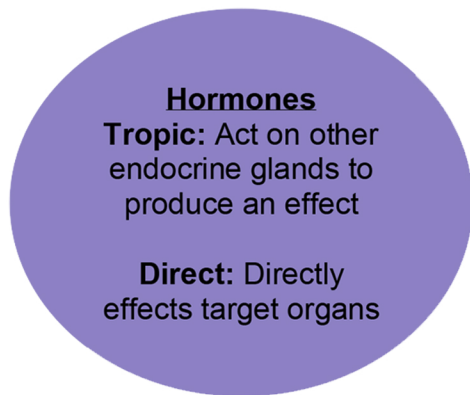 Hormones
Tropic: Act on other
endocrine glands to
produce an effect
Direct: Directly
effects target organs